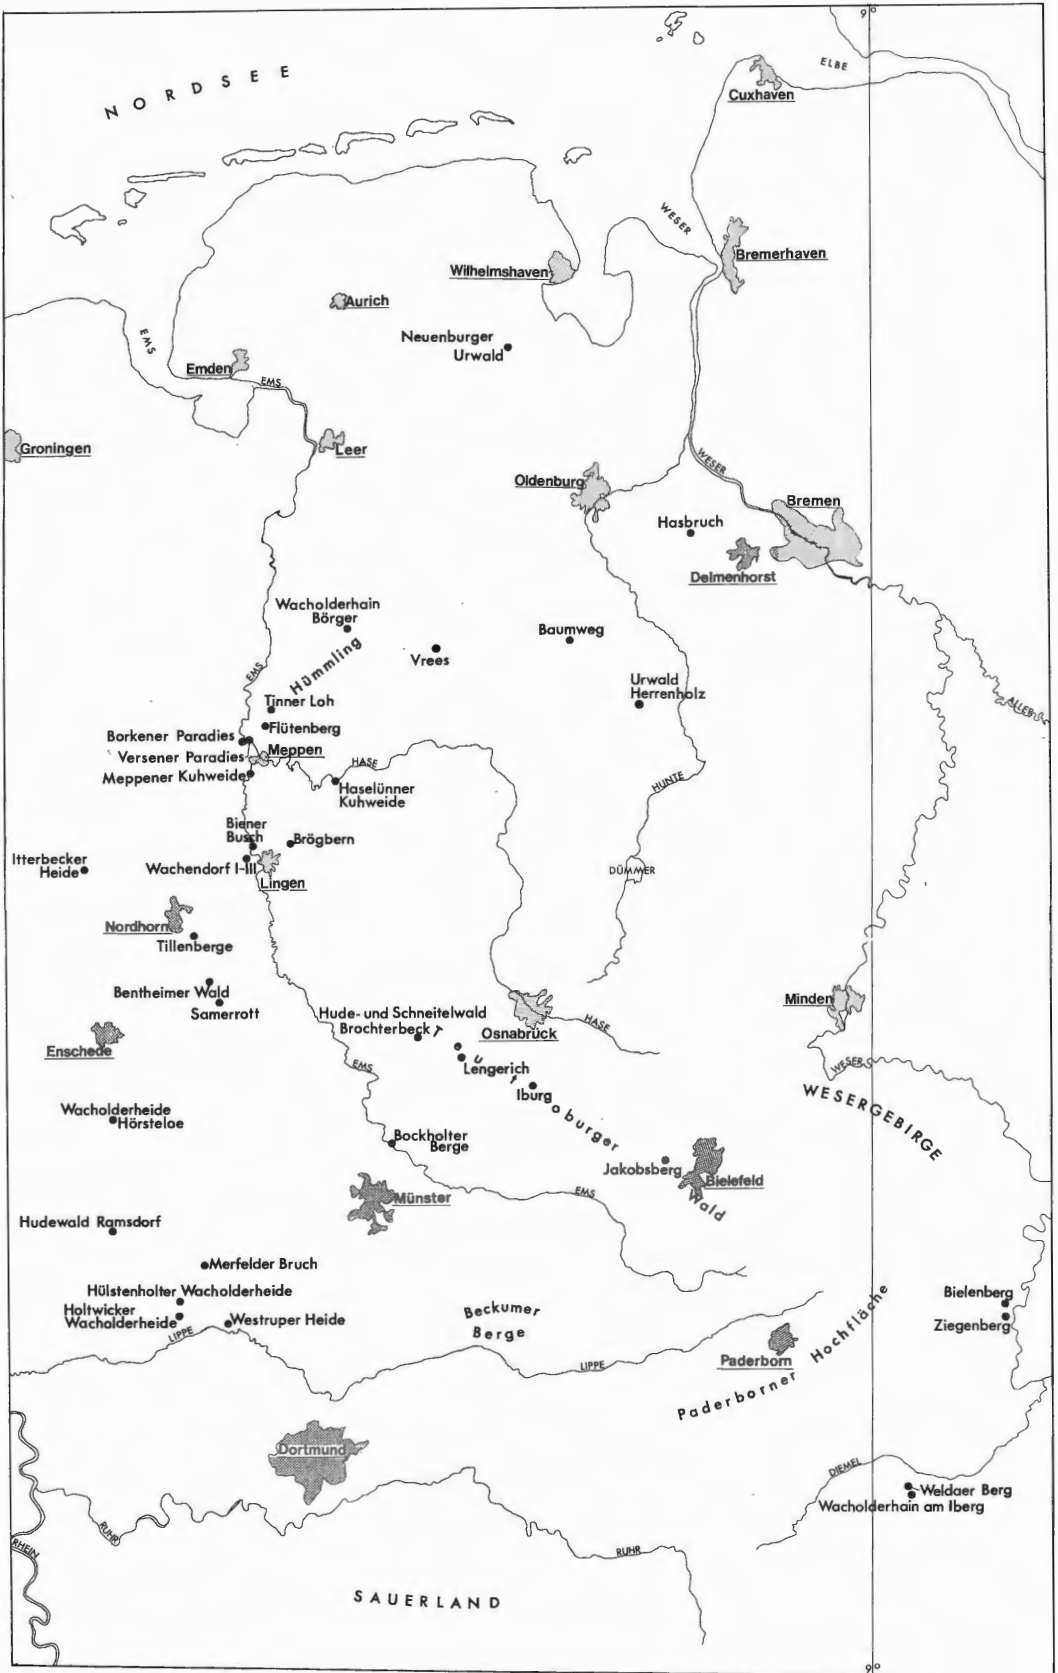 9°
NORDSEE
ELBE
Cuxhaven
WESER
Bremerhaven
Wilhelmshaven
Aurich
EMS
Neuenburger
Urwald
Emden
EMS
Groningen
Leer
WESER
Oldenburg
Bremen
Hasbruch
Delmenhorst
Wacholderhain
Börger
Baumweg
Hümmling
Vrees
EMS
Urwald
Herrenholz
ALLER
Tinner Loh
Flütenberg
Borkener Paradies
Versener Paradies
Meppen
Meppener Kuhweide
HASE
Haselünner
Kuhweide
HUNTE
Biener
Busch
Brögbern
Itterbecker
Heide
Wachendorf I-III
Lingen
DÜMMER
Nordhorn
Tillenberge
Bentheimer Wald
Samerrott
Minden
Hude- und Schneitelwald
Brochterbeck
Osnabrück
HASE
Enschede
EMS
Lengerich
Iburg
Teutoburger
Wald
WESER
WESERGEBIRGE
Wacholderheide
Hörsteloe
Bockholter
Berge
Jakobsberg
Bielefeld
Münster
EMS
Hudewald Ramsdorf
Merfelder Bruch
Hülstenholter Wacholderheide
Holtwicker
Wacholderheide
Westruper Heide
LIPPE
Beckumer
Berge
Bielenberg
Ziegenberg
LIPPE
Paderborn
Paderborner Hochfläche
Dortmund
DIEMEL
Weldaer Berg
Wacholderhain am Iberg
RUHR
RHEIN
RUHR
SAUERLAND
9°